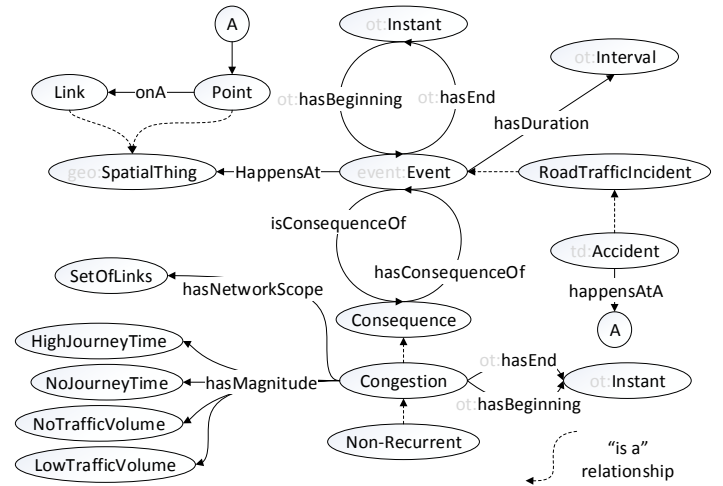 A
ot:Instant
ot:Interval
Link
onA
Point
ot:hasBeginning
ot:hasEnd
hasDuration
geo:SpatialThing
HappensAt
event:Event
RoadTrafficIncident
isConsequenceOf
td:Accident
SetOfLinks
hasConsequenceOf
hasNetworkScope
happensAtA
Consequence
A
HighJourneyTime
ot:hasEnd
NoJourneyTime
hasMagnitude
Congestion
ot:Instant
ot:hasBeginning
NoTrafficVolume
Non-Recurrent
LowTrafficVolume
“is a”
relationship